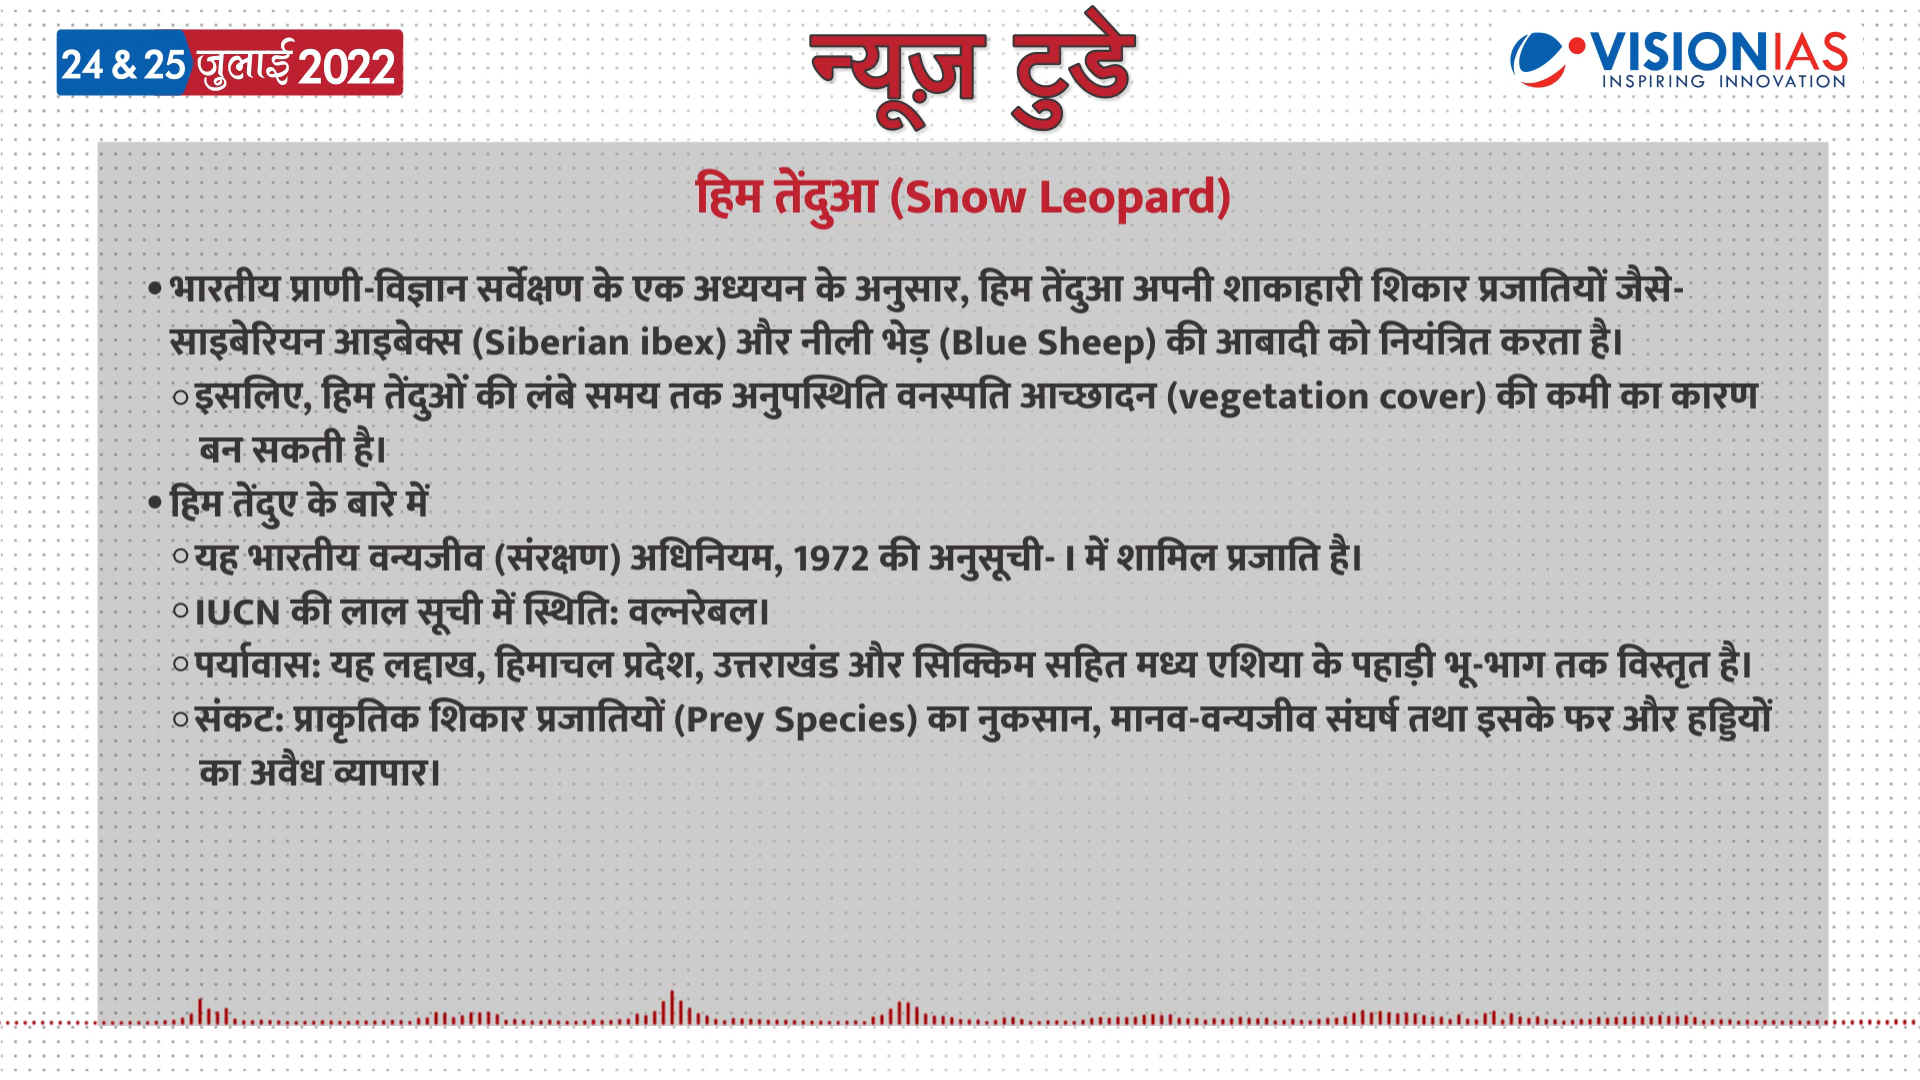 24 & 25 जुलाई 2022
न्यूज़ टुडे
VISIONIAS
INSPIRING INNOVATION
हिम तेंदुआ (Snow Leopard)
• भारतीय प्राणी-विज्ञान सर्वेक्षण के एक अध्ययन के अनुसार, हिम तेंदुआ अपनी शाकाहारी शिकार प्रजातियों जैसे-
साइबेरियन आइबेक्स (Siberian ibex) और नीली भेड़ (Blue Sheep) की आबादी को नियंत्रित करता है।
○ इसलिए, हिम तेंदुओं की लंबे समय तक अनुपस्थिति वनस्पति आच्छादन (vegetation cover) की कमी का कारण
बन सकती है।
• हिम तेंदुए के बारे में
○ यह भारतीय वन्यजीव (संरक्षण) अधिनियम, 1972 की अनुसूची- I में शामिल प्रजाति है।
○ IUCN की लाल सूची में स्थिति: वल्नरेबल।
○ पर्यावास: यह लद्दाख, हिमाचल प्रदेश, उत्तराखंड और सिक्किम सहित मध्य एशिया के पहाड़ी भू-भाग तक विस्तृत है।
○ संकट: प्राकृतिक शिकार प्रजातियों (Prey Species) का नुकसान, मानव-वन्यजीव संघर्ष तथा इसके फर और हड्डियों
का अवैध व्यापार।